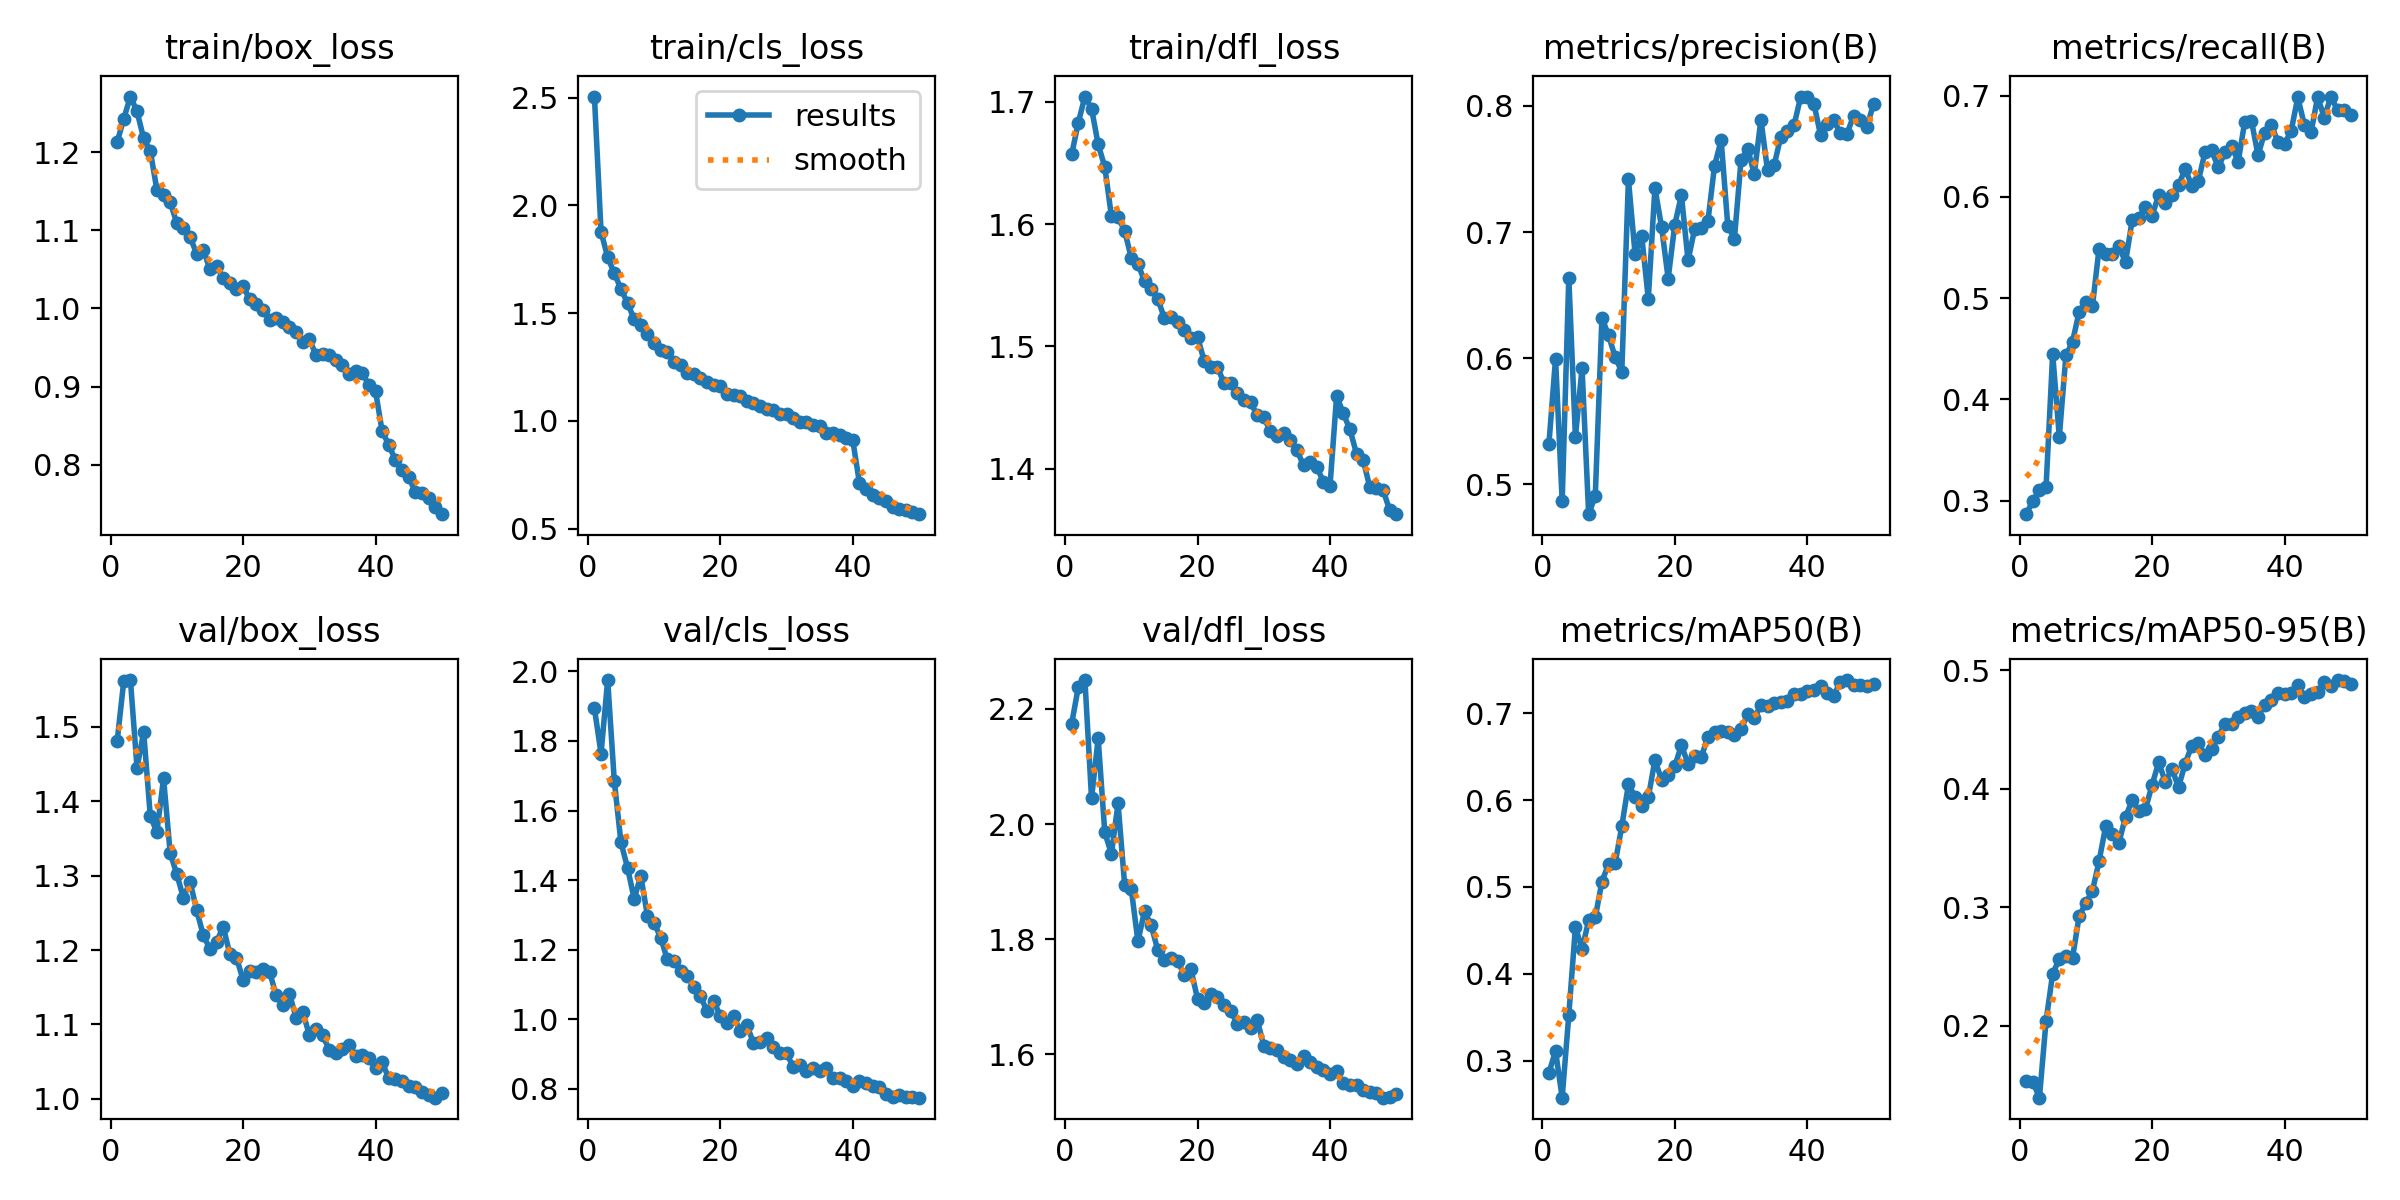 train/box_loss
1.2
1.1
1.0
0.9
0.8
0 20 40
train/cls_loss
results
smooth
2.5
2.0
1.5
1.0
0.5
0 20 40
train/dfl_loss
1.7
1.6
1.5
1.4
0 20 40
metrics/precision(B)
0.8
0.7
0.6
0.5
0 20 40
metrics/recall(B)
0.7
0.6
0.5
0.4
0.3
0 20 40
val/box_loss
1.5
1.4
1.3
1.2
1.1
1.0
0 20 40
val/cls_loss
2.0
1.8
1.6
1.4
1.2
1.0
0.8
0 20 40
val/dfl_loss
2.2
2.0
1.8
1.6
0 20 40
metrics/mAP50(B)
0.7
0.6
0.5
0.4
0.3
0 20 40
metrics/mAP50-95(B)
0.5
0.4
0.3
0.2
0 20 40